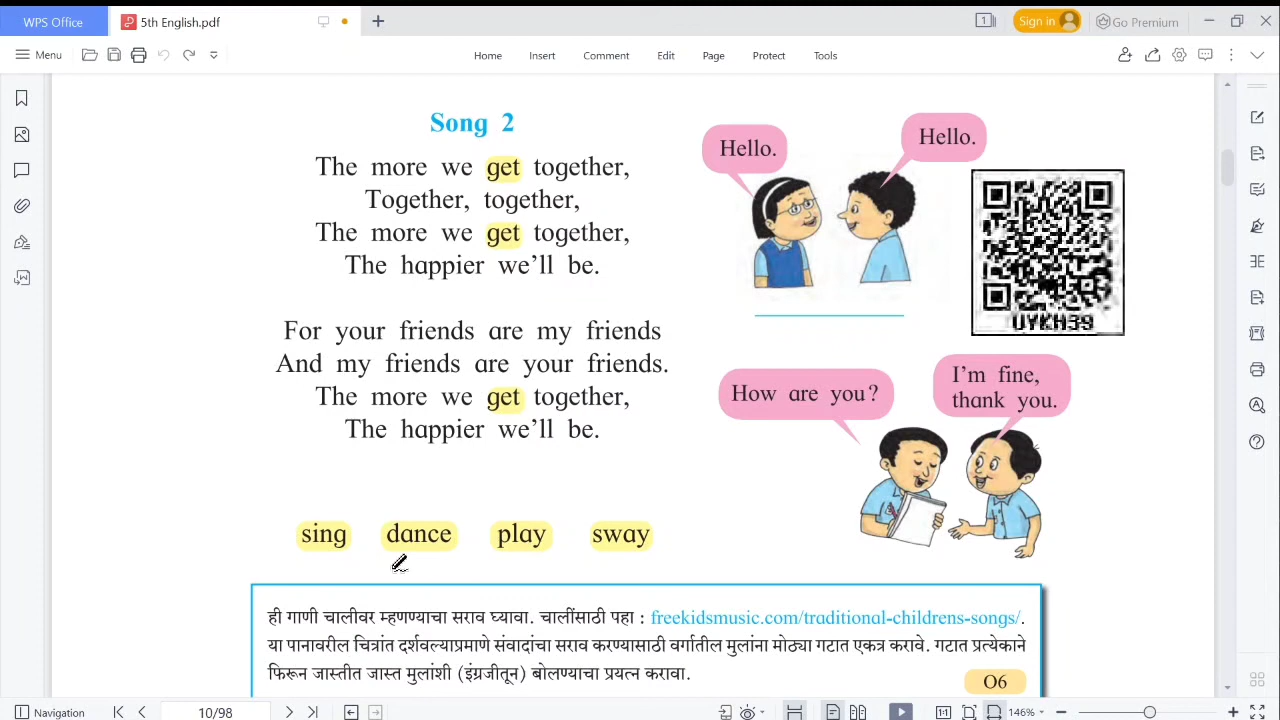 WPS Office
5th English.pdf
1
Sign in
Go Premium
Menu
Home Insert Comment Edit Page Protect Tools
Song 2
The more we get together,
Together, together,
The more we get together,
The happier we'll be.
For your friends are my friends
And my friends are your friends.
The more we get together,
The happier we'll be.
sing dance play sway
Hello.
Hello.
UYKH39
How are you?
I'm fine,
thank you.
ही गाणी चालीवर म्हणण्याचा सराव घ्यावा. चालींसाठी पहा : freekidsmusic.com/traditional-childrens-songs/.
या पानावरील चित्रांत दर्शवल्याप्रमाणे संवादांचा सराव करण्यासाठी वर्गातील मुलांना मोठ्या गटात एकत्र करावे. गटात प्रत्येकाने
फिरून जास्तीत जास्त मुलांशी (इंग्रजीतून) बोलण्याचा प्रयत्न करावा.
06
Navigation 10/98 1:1 146%